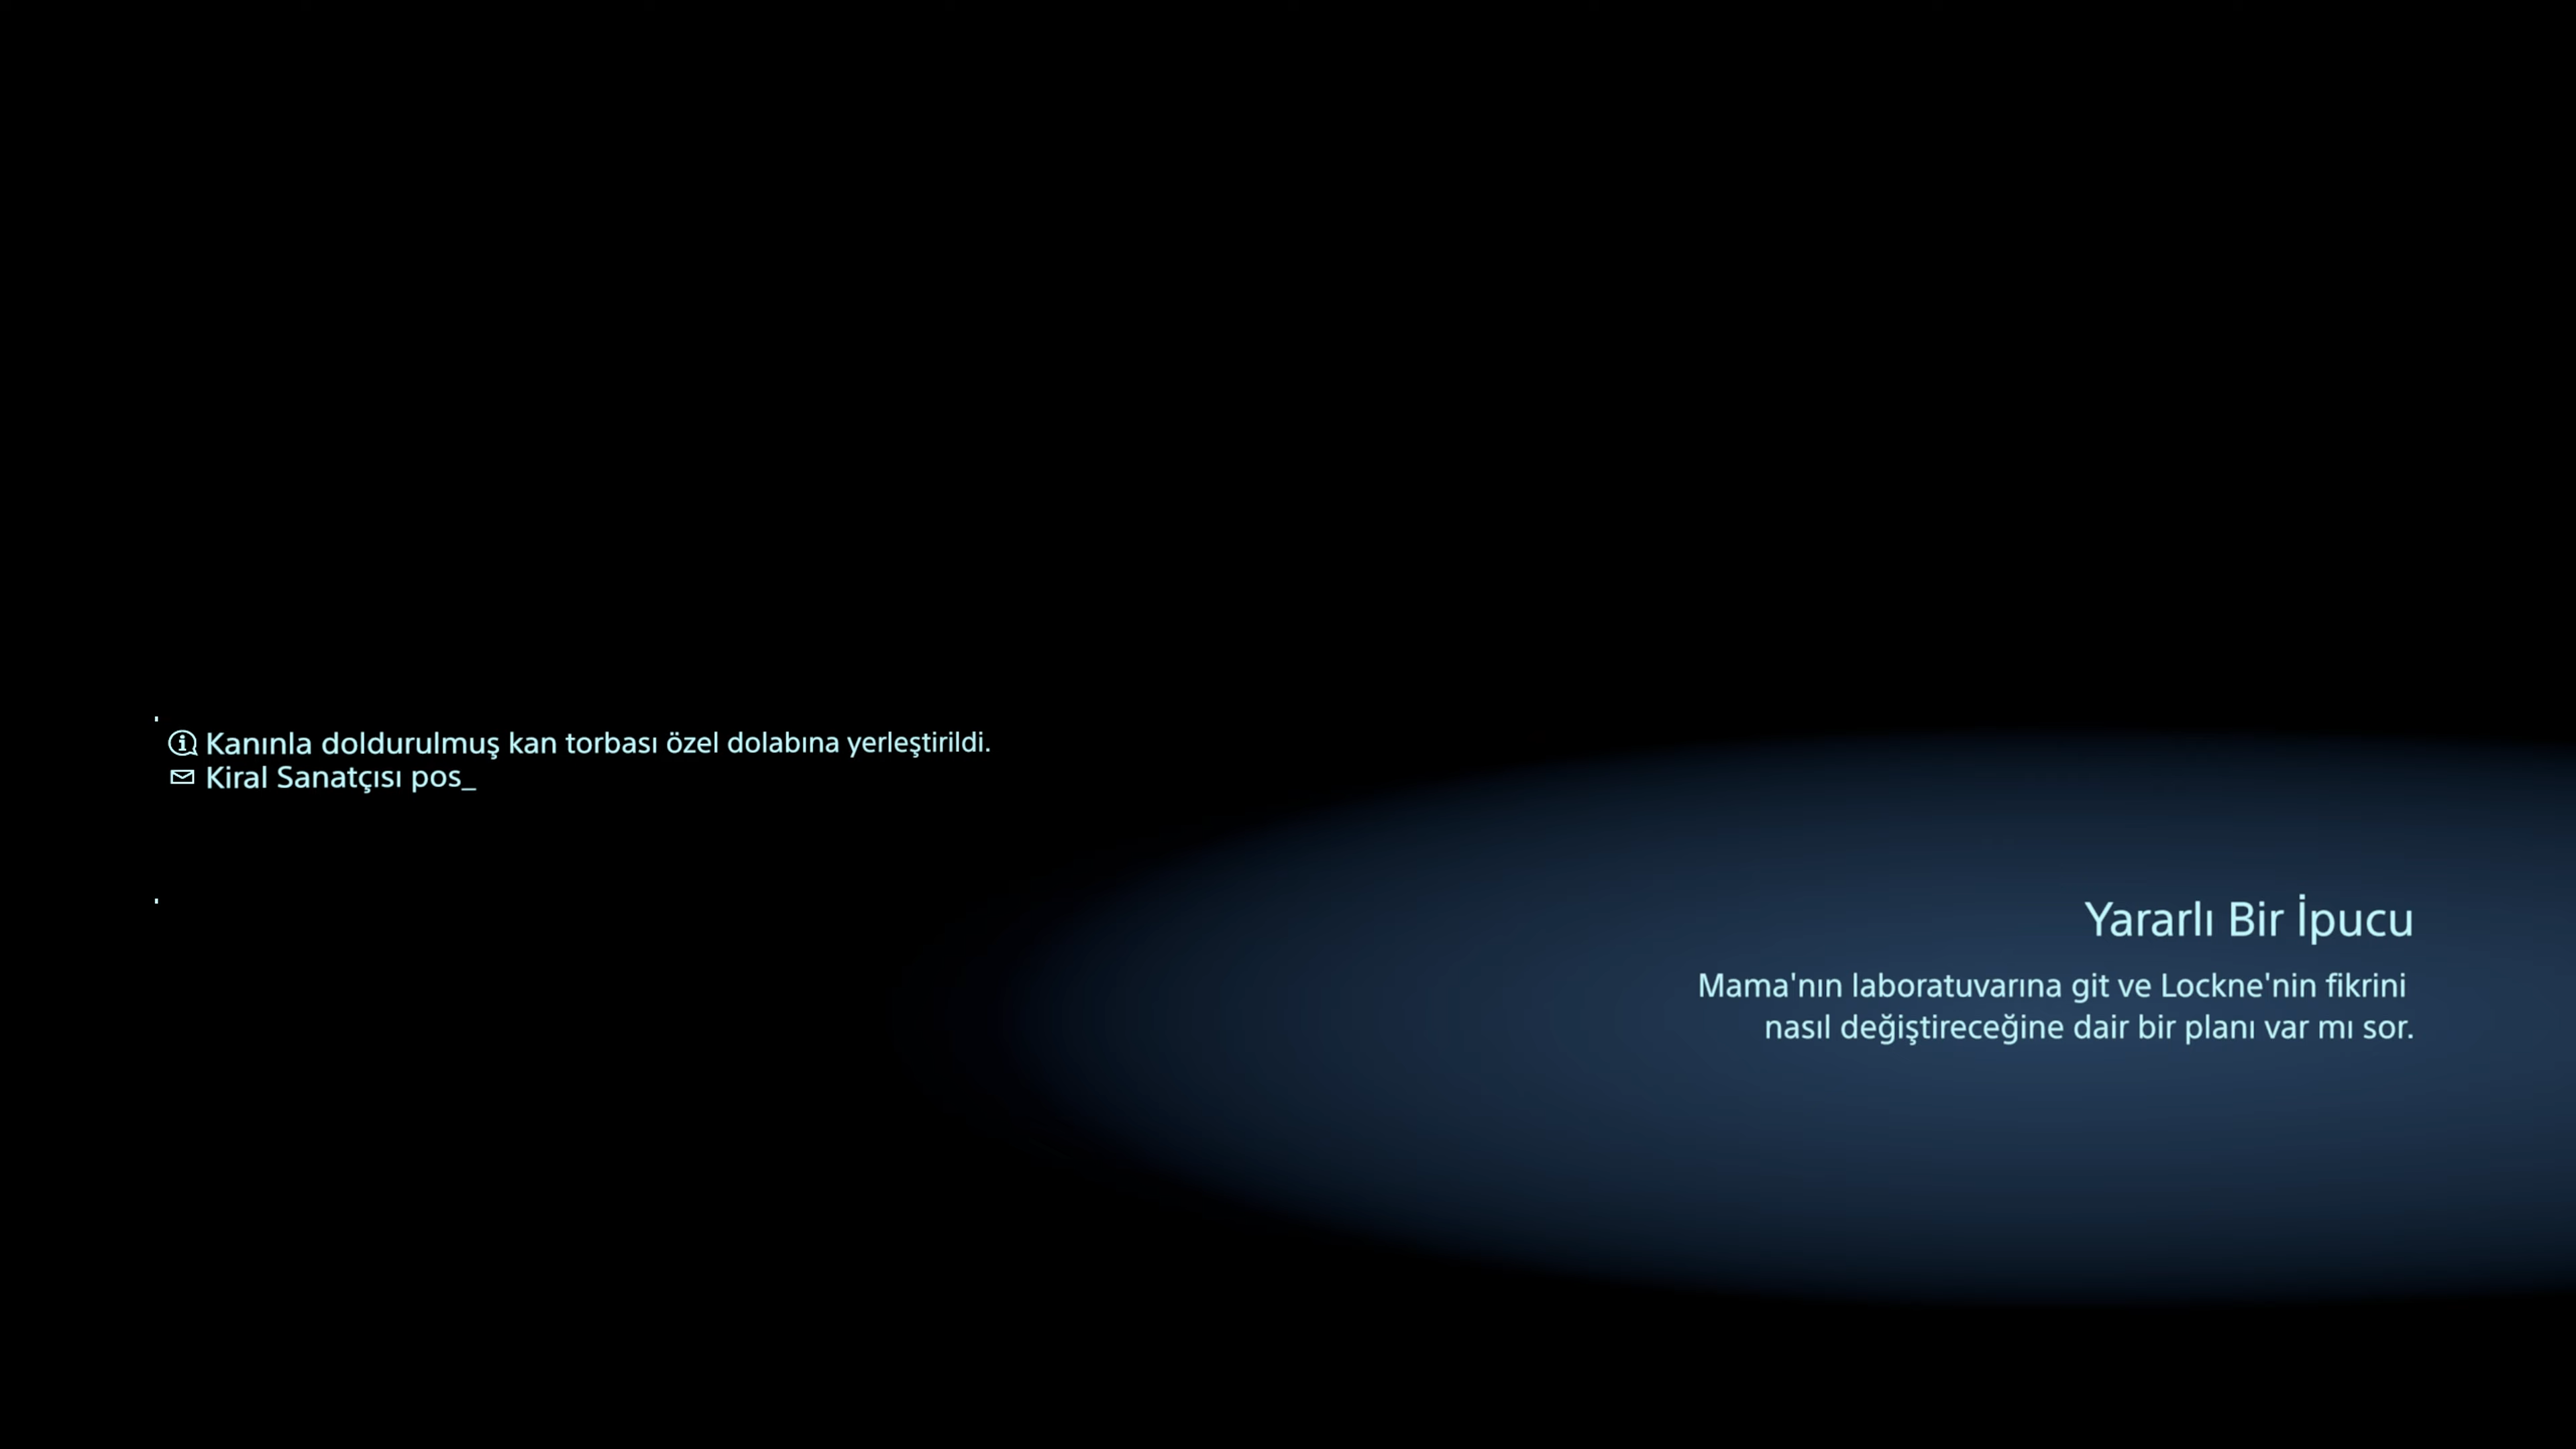 Kanınla doldurulmuş kan torbası özel dolabına yerleştirildi.
Kiral Sanatçısı pos_
Yararlı Bir İpucu
Mama'nın laboratuvarına git ve Lockne'nin fikrini
nasıl değiştireceğine dair bir planı var mı sor.